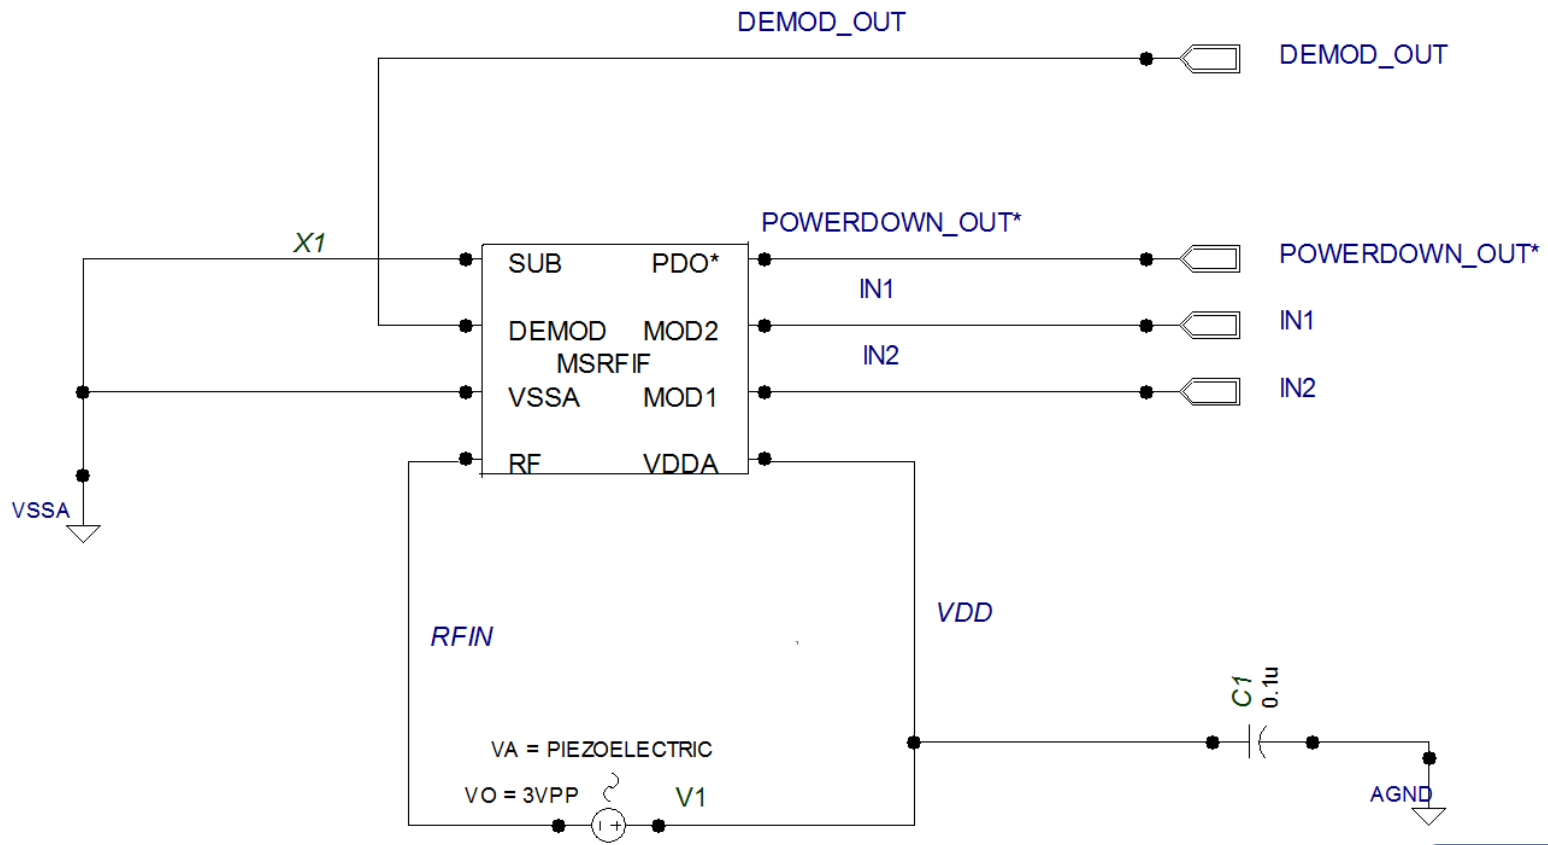 DEMOD_OUT
DEMOD_OUT
POWERDOWN_OUT*
X1
SUB
PDO*
POWERDOWN_OUT*
IN1
DEMOD
MOD2
IN1
MSRFIF
IN2
VSSA
MOD1
IN2
RF
VDDA
VSSA
RFIN
VDD
C1
0.1u
VA = PIEZOELECTRIC
VO = 3VPP
V1
AGND